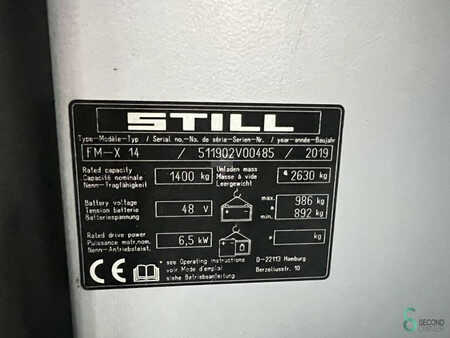 STILL
Type-Modèle-Typ / Serial no.-No. de série-Serien-Nr. / year-année-Baujahr
FM-X 14 / 511902V00485 / 2019
Rated capacity
Capacité nominale
Nenn-Tragfähigkeit
1400 kg
Unladen mass
Masse à vide
Leergewicht
2630 kg
Battery voltage
Tension batterie
Batteriespannung
48 V
max. 986 kg
min. 892 kg
Rated drive power
Puissance motr.nom.
Nenn-Antriebsleist.
6,5 kW
* kg
CE
* see Operating instructions
voir Mode d'emploi
siehe Betriebsanleitung
D-22113 Hamburg
Berzeliusstr. 10
SECOND